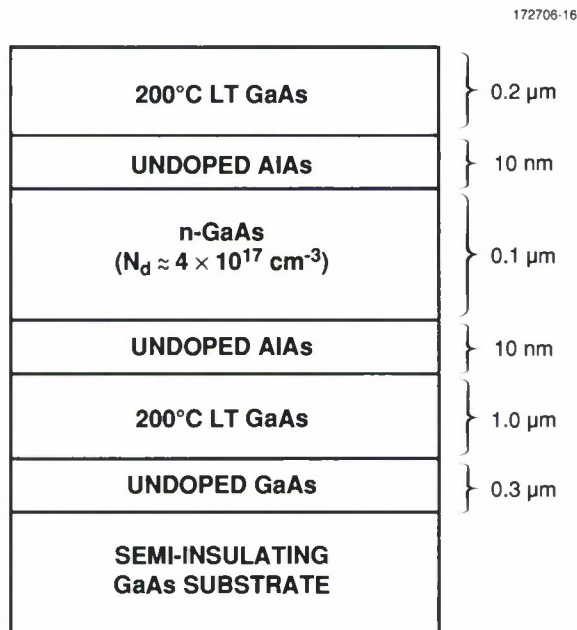 172706-16
200°C LT GaAs
0.2 µm
UNDOPED AlAs
10 nm
n-GaAs
(Nd ≈ 4 × 10^17 cm^-3)
0.1 µm
UNDOPED AlAs
10 nm
200°C LT GaAs
1.0 µm
UNDOPED GaAs
0.3 µm
SEMI-INSULATING
GaAs SUBSTRATE